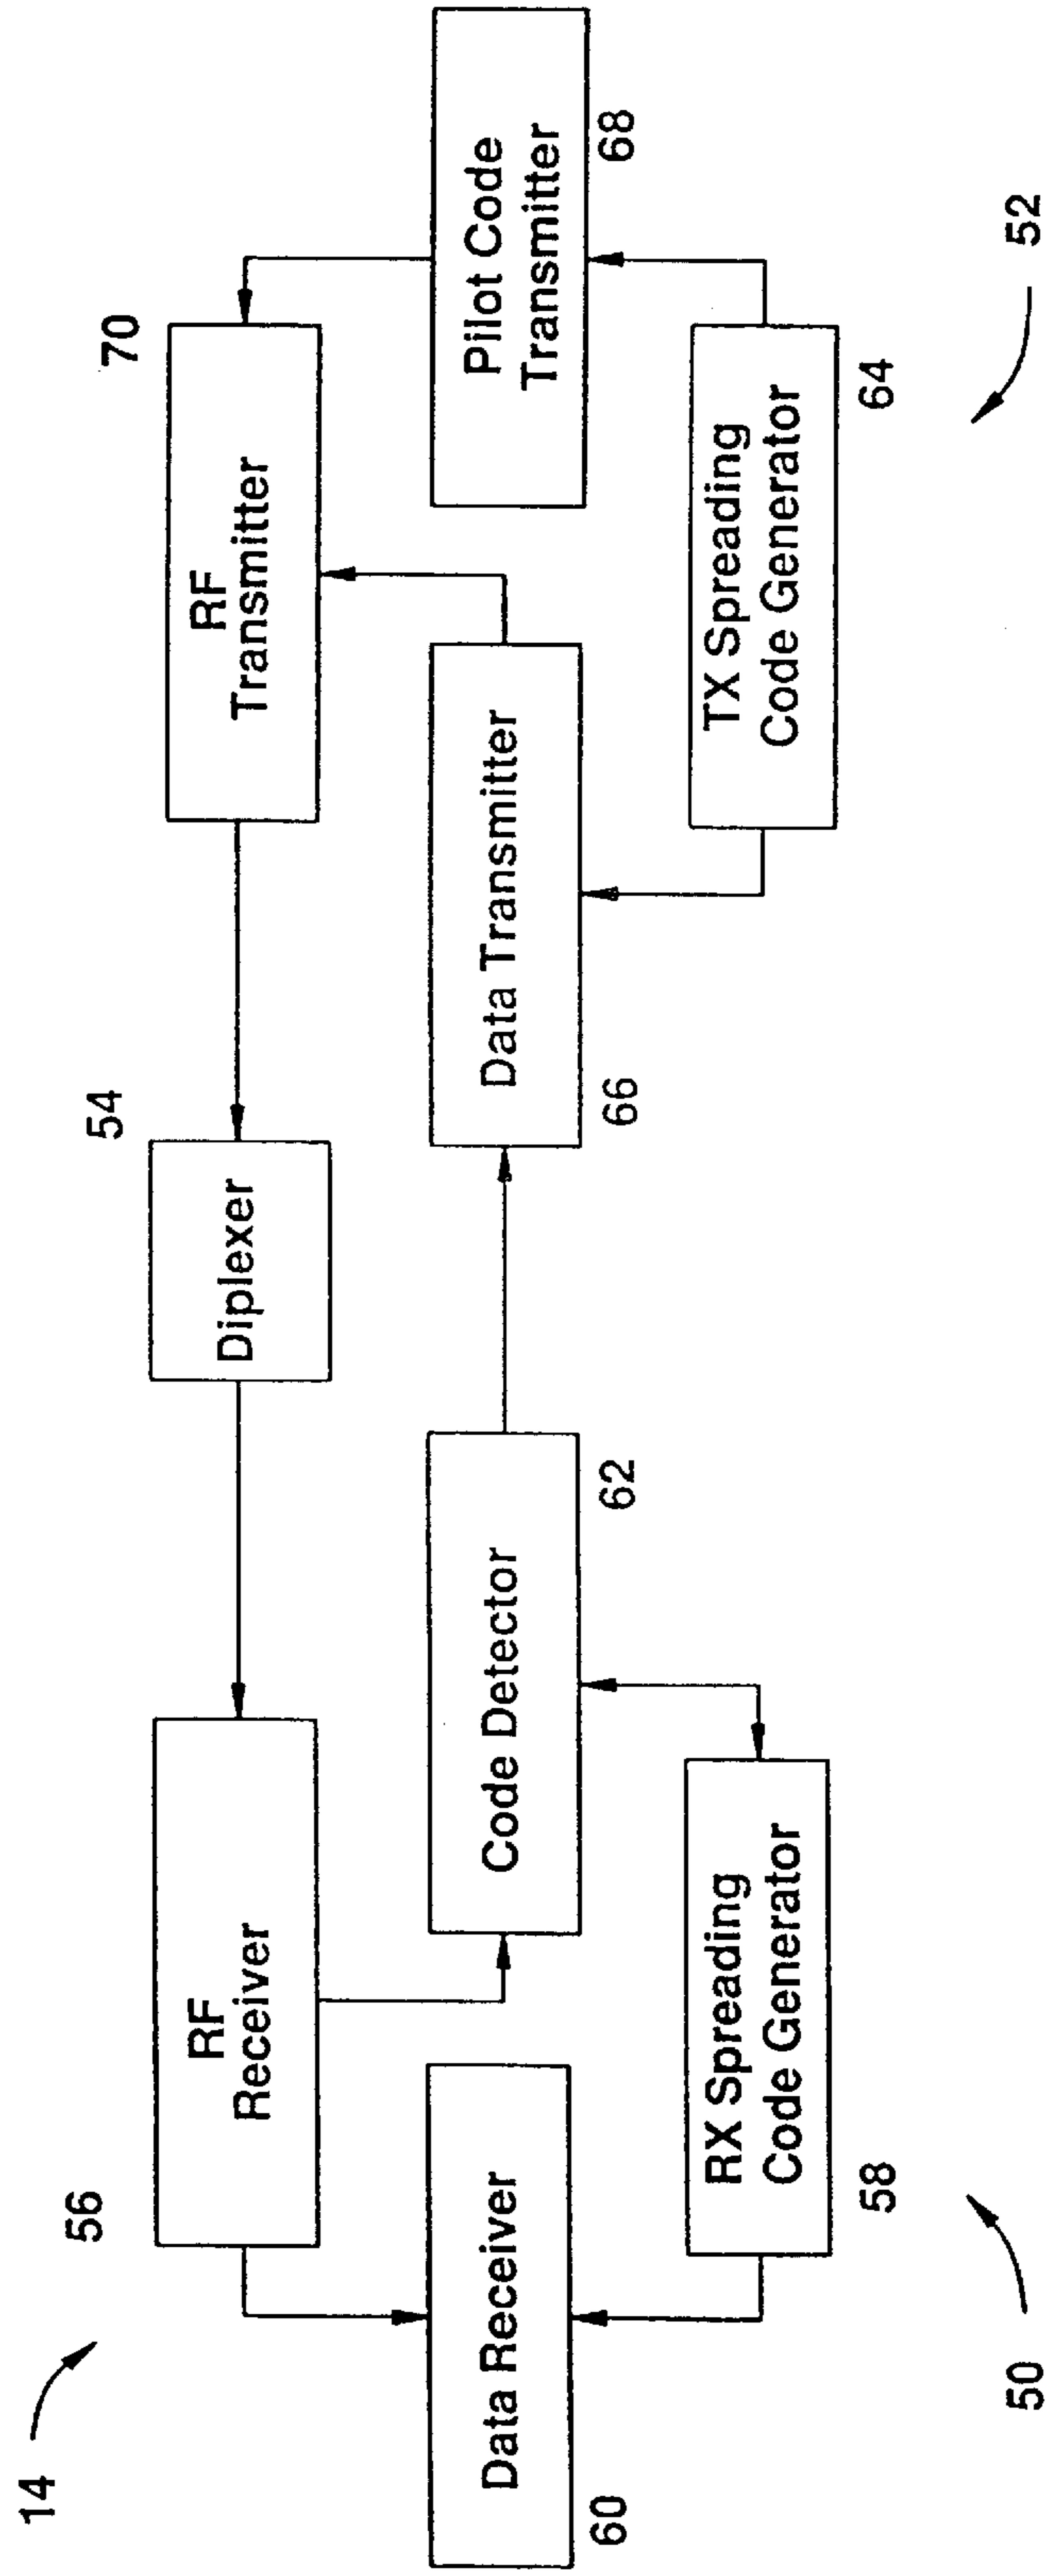 14
56
RF
Receiver
Diplexer
54
RF
Transmitter
70
Data Receiver
60
Code Detector
62
Data Transmitter
66
Pilot Code
Transmitter
68
RX Spreading
Code Generator
58
TX Spreading
Code Generator
64
50
52